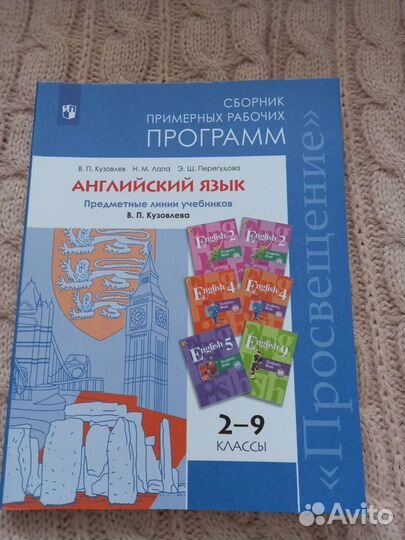 СБОРНИК
ПРИМЕРНЫХ РАБОЧИХ
ПРОГРАММ
В. П. Кузовлев Н. М. Лапа Э. Ш. Перегудова
АНГЛИЙСКИЙ ЯЗЫК
Предметные линии учебников
В. П. Кузовлева
English 2
English 2
English 4
English 4
English 5
English 9
2–9
КЛАССЫ
«Просвещение»
Avito